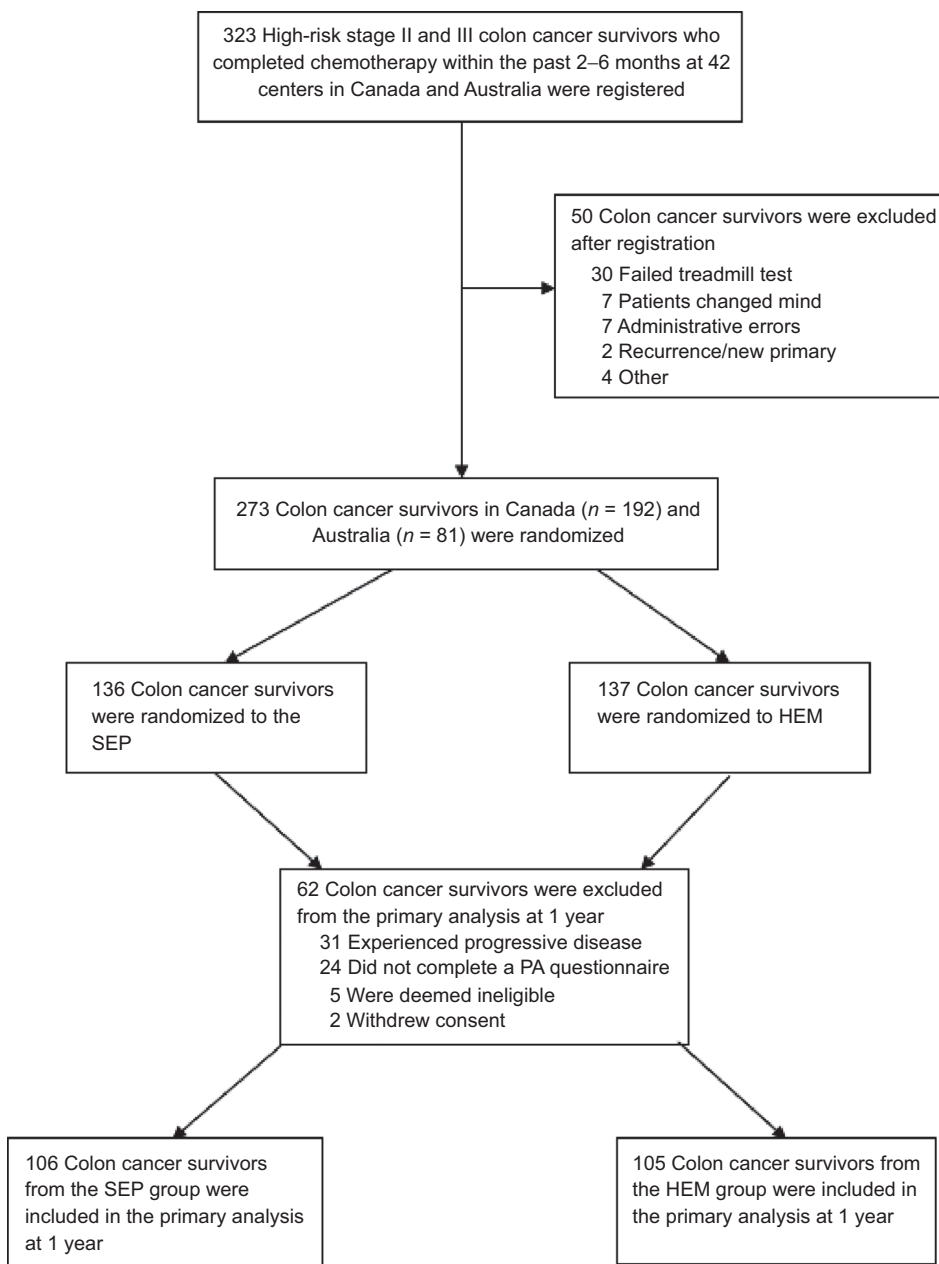 323 High-risk stage II and III colon cancer survivors who
completed chemotherapy within the past 2–6 months at 42
centers in Canada and Australia were registered
50 Colon cancer survivors were excluded
after registration
30 Failed treadmill test
7 Patients changed mind
7 Administrative errors
2 Recurrence/new primary
4 Other
273 Colon cancer survivors in Canada (n = 192) and
Australia (n = 81) were randomized
136 Colon cancer survivors
were randomized to the
SEP
137 Colon cancer survivors
were randomized to HEM
62 Colon cancer survivors were excluded
from the primary analysis at 1 year
31 Experienced progressive disease
24 Did not complete a PA questionnaire
5 Were deemed ineligible
2 Withdrew consent
106 Colon cancer survivors
from the SEP group were
included in the primary analysis
at 1 year
105 Colon cancer survivors from
the HEM group were included in
the primary analysis at 1 year